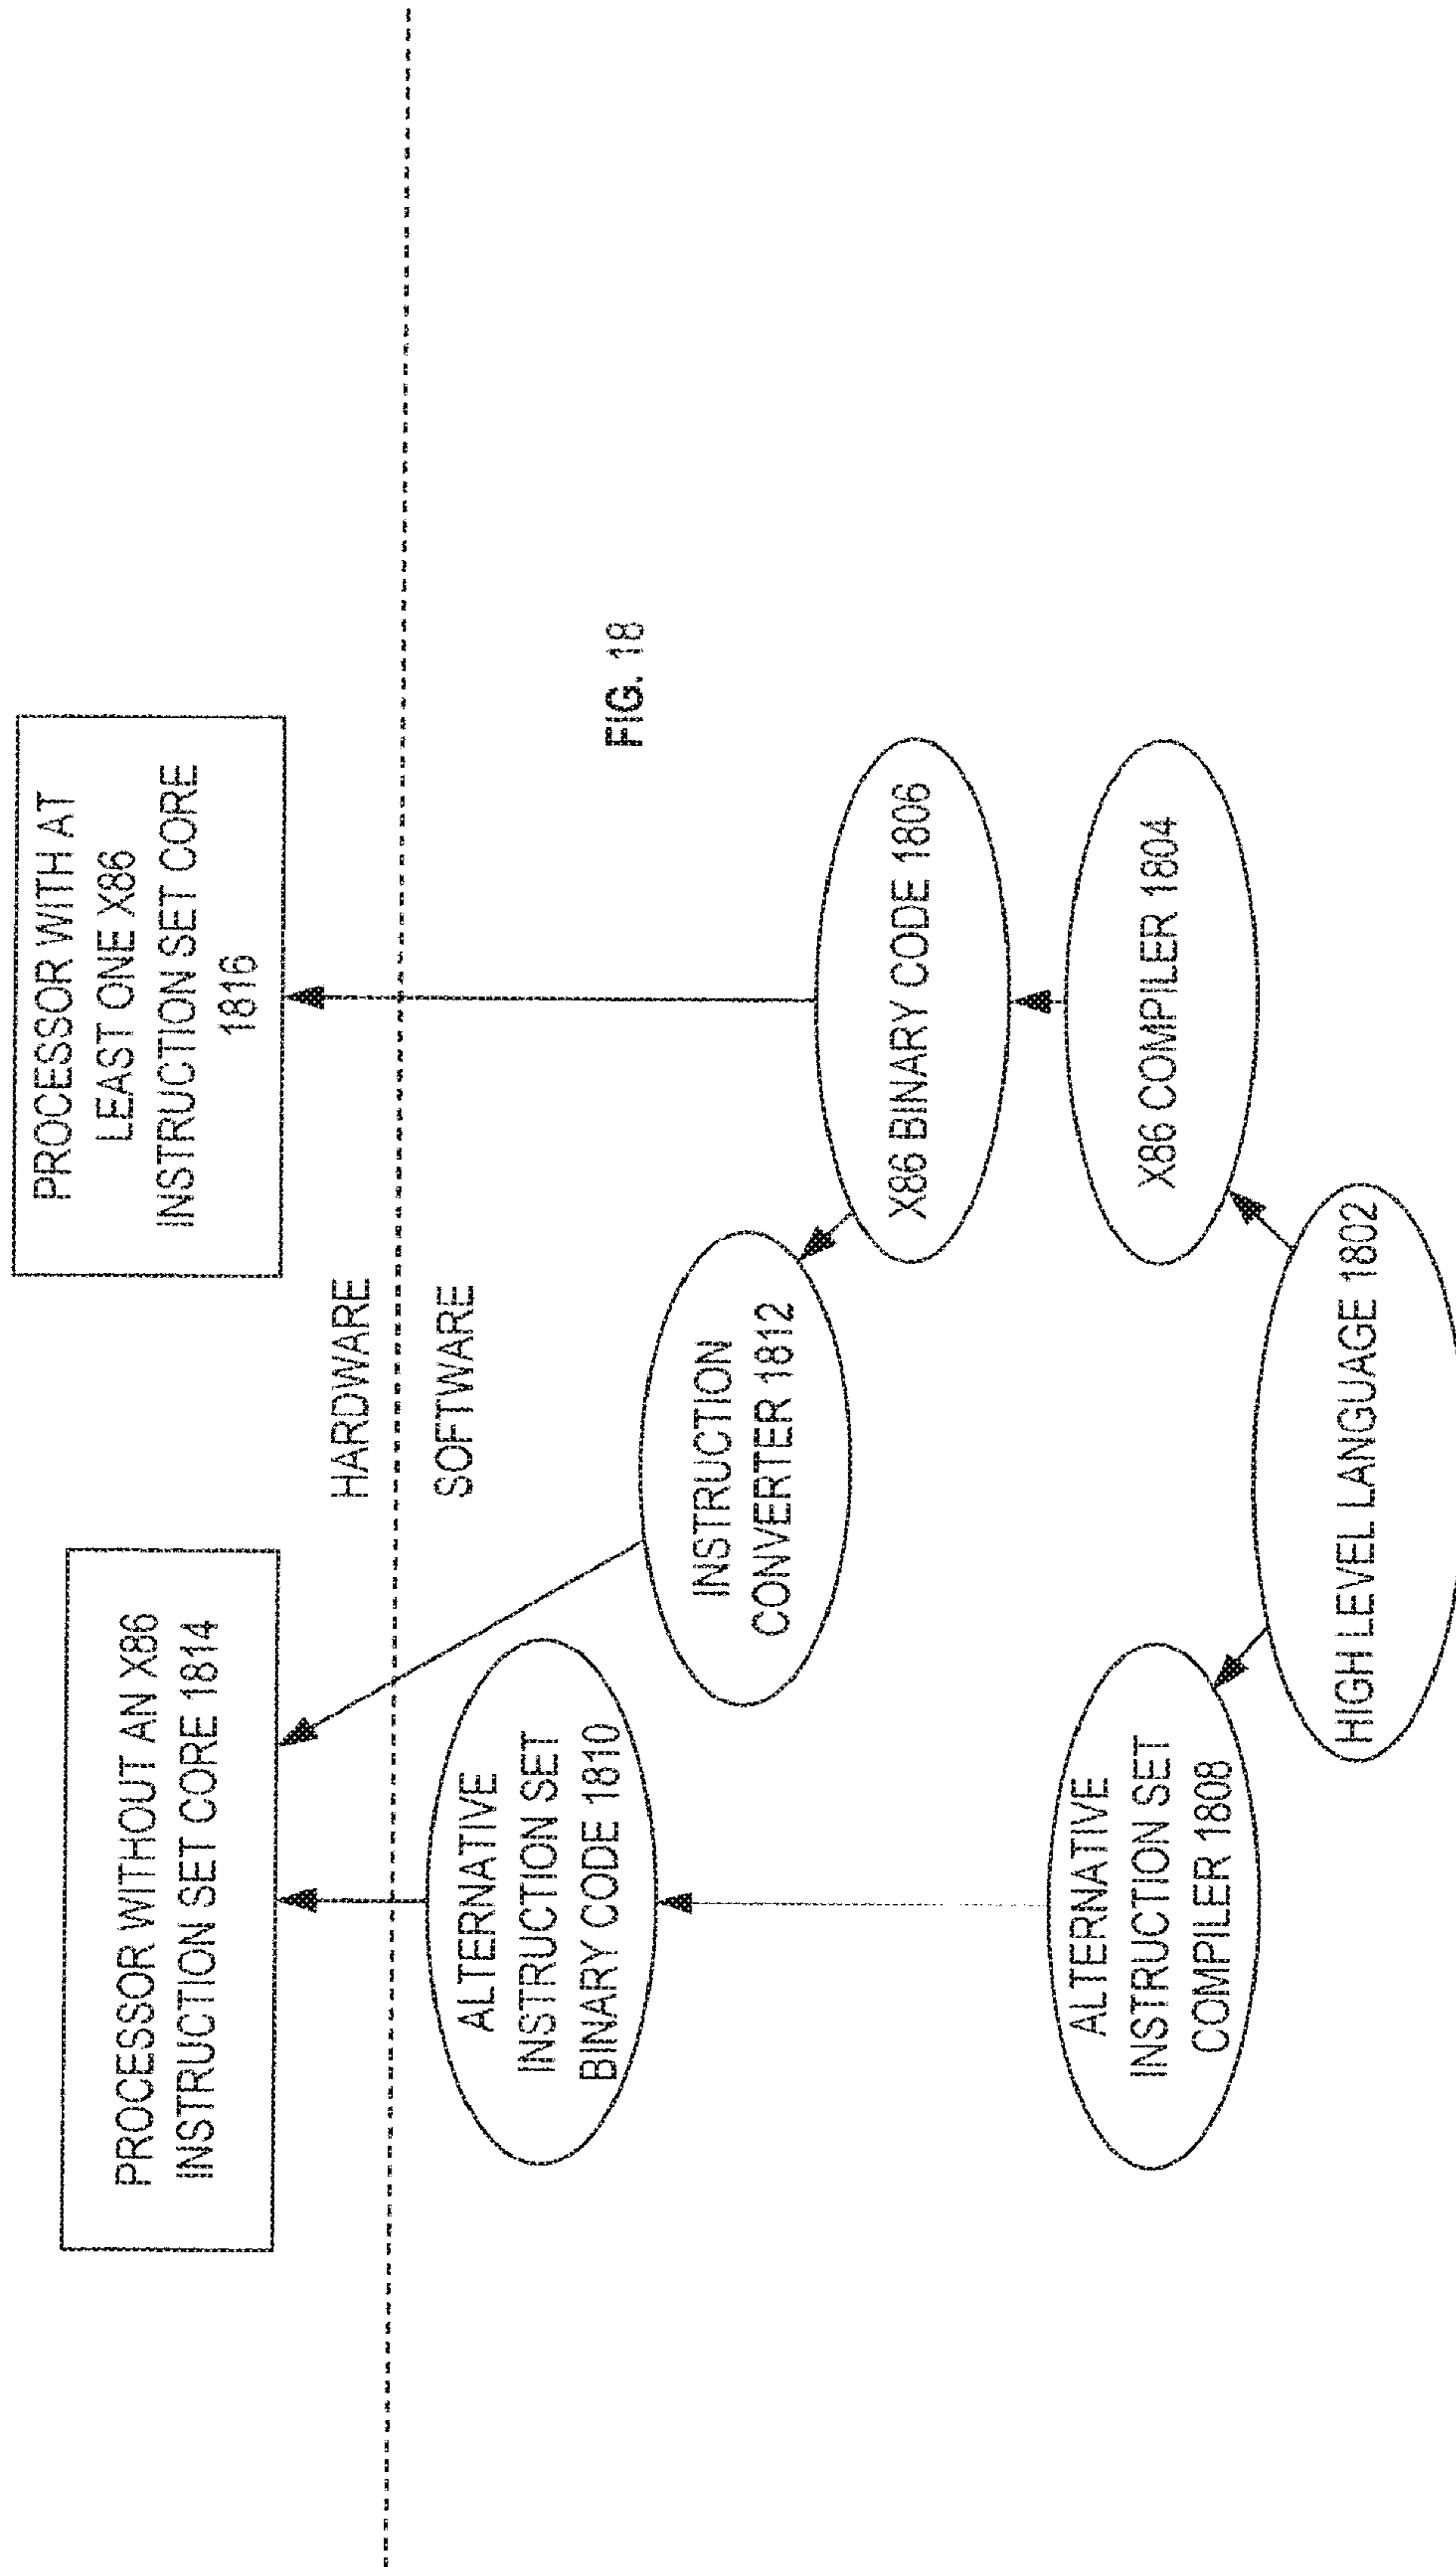 PROCESSOR WITHOUT AN X86
INSTRUCTION SET CORE 1814
PROCESSOR WITH AT
LEAST ONE X86
INSTRUCTION SET CORE
1816
HARDWARE
SOFTWARE
ALTERNATIVE
INSTRUCTION SET
BINARY CODE 1810
INSTRUCTION
CONVERTER 1812
FIG. 18
X86 BINARY CODE 1806
ALTERNATIVE
INSTRUCTION SET
COMPILER 1808
X86 COMPILER 1804
HIGH LEVEL LANGUAGE 1802